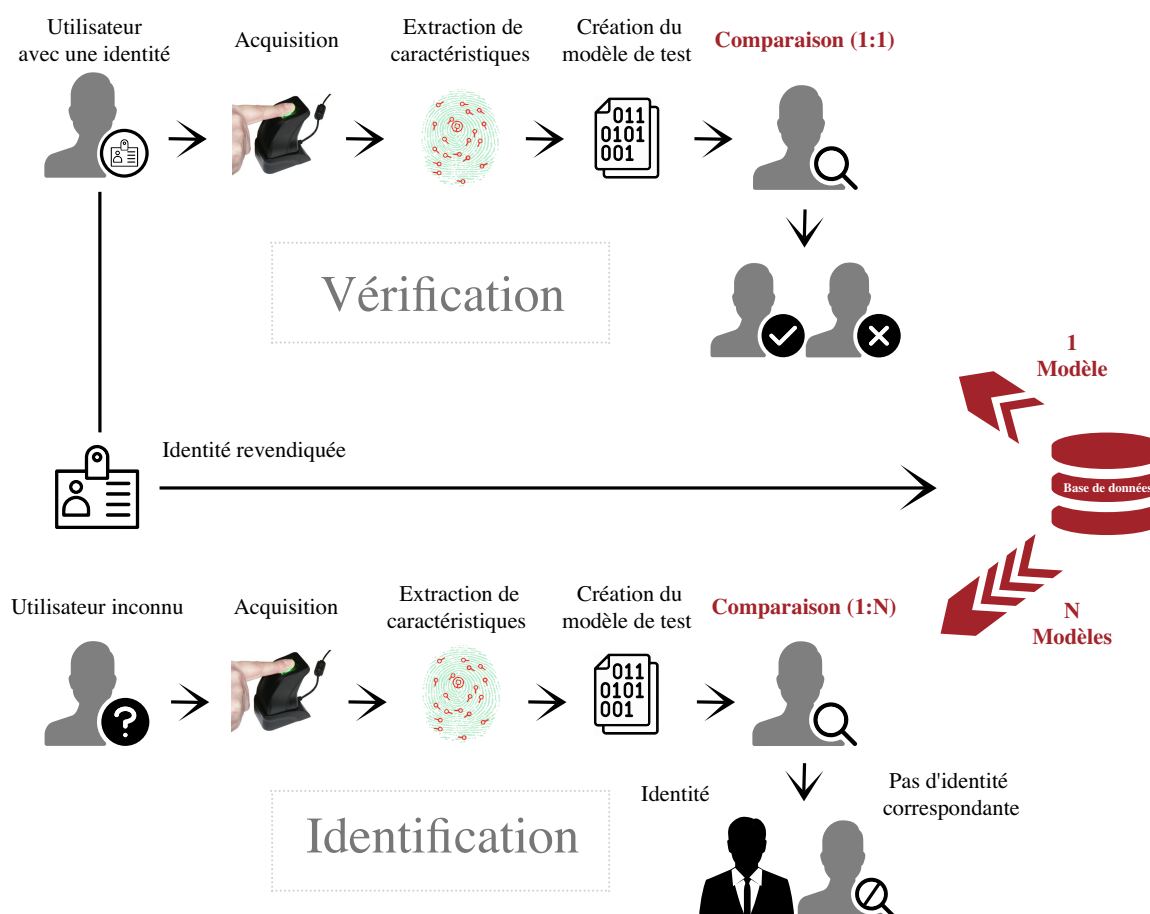 Utilisateur
avec une identité
Acquisition
Extraction de
caractéristiques
Création du
modèle de test
Comparaison (1:1)
011
0101
001
Vérification
1
Modèle
Identité revendiquée
Base de données
Utilisateur inconnu
Acquisition
Extraction de
caractéristiques
Création du
modèle de test
Comparaison (1:N)
N
Modèles
011
0101
001
?
Identité
Pas d'identité
correspondante
Identification